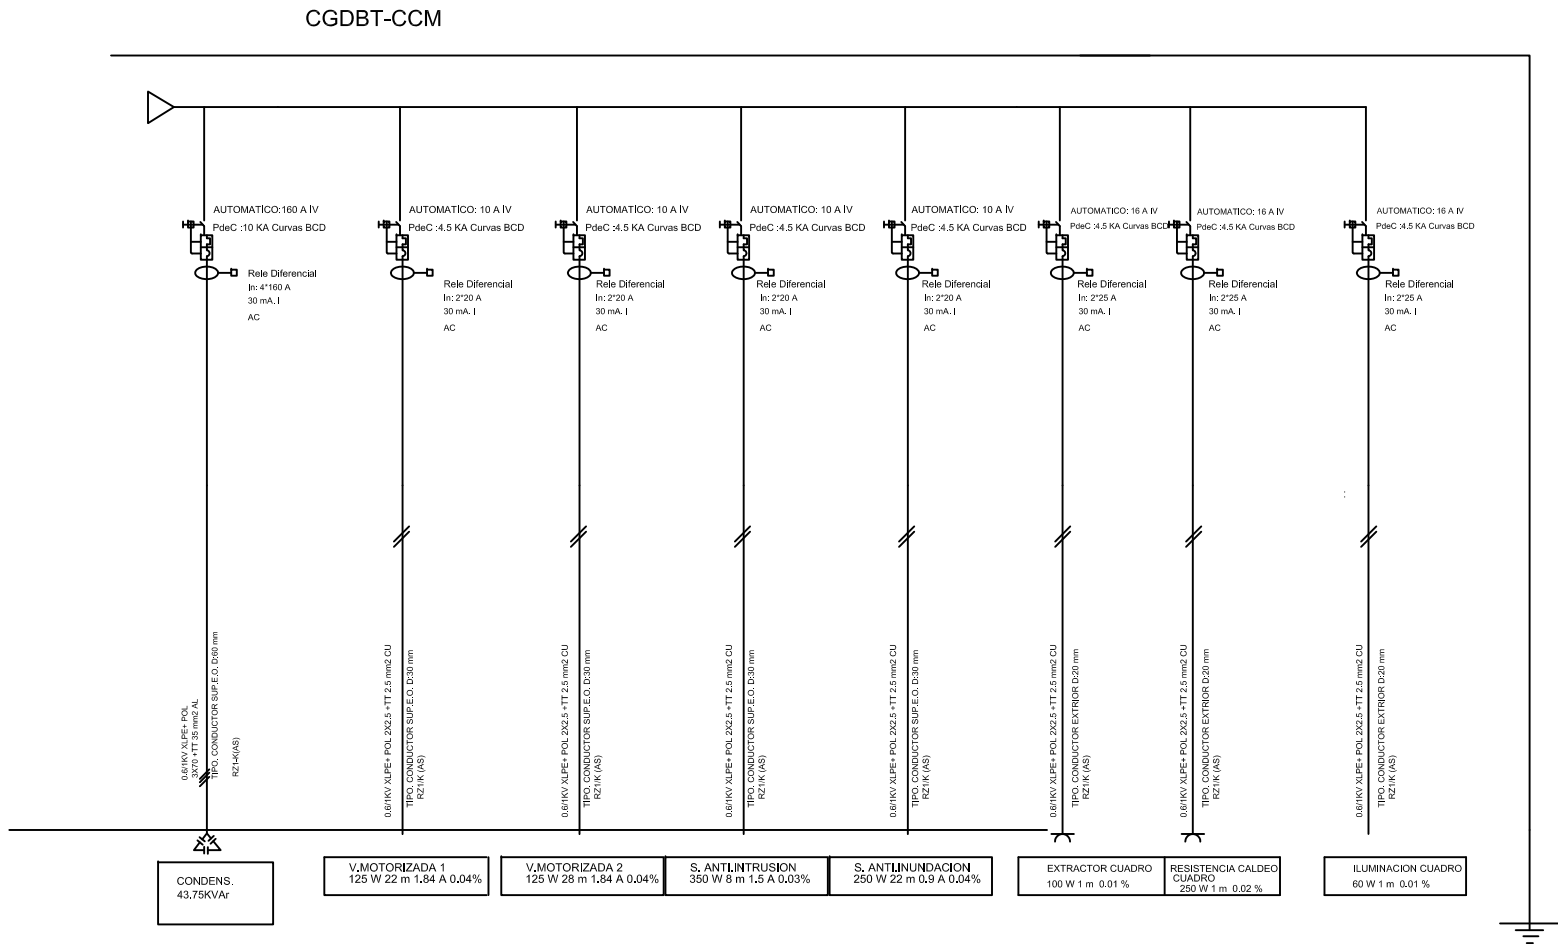 CGDBT-CCM
AUTOMATICO: 160 A IV
PdeC :10 KA Curvas BCD
Rele Diferencial
In: 4*160 A
30 mA. I
AC
0.6/1KV XLPE+ POL
3X70 +TT 35 mm2 AL
TIPO. CONDUCTOR SUP.E.O. D:60 mm
RZ1-K(AS)
CONDENS.
43,75KVAr
AUTOMATICO: 10 A IV
PdeC :4.5 KA Curvas BCD
Rele Diferencial
In: 2*20 A
30 mA. I
AC
0.6/1KV XLPE+ POL 2X2.5 +TT 2.5 mm2 CU
TIPO. CONDUCTOR SUP.E.O. D:30 mm
RZ1/K (AS)
V.MOTORIZADA 1
125 W 22 m 1.84 A 0.04%
AUTOMATICO: 10 A IV
PdeC :4.5 KA Curvas BCD
Rele Diferencial
In: 2*20 A
30 mA. I
AC
0.6/1KV XLPE+ POL 2X2.5 +TT 2.5 mm2 CU
TIPO. CONDUCTOR SUP.E.O. D:30 mm
RZ1/K (AS)
V.MOTORIZADA 2
125 W 28 m 1.84 A 0.04%
AUTOMATICO: 10 A IV
PdeC :4.5 KA Curvas BCD
Rele Diferencial
In: 2*20 A
30 mA. I
AC
0.6/1KV XLPE+ POL 2X2.5 +TT 2.5 mm2 CU
TIPO. CONDUCTOR SUP.E.O. D:30 mm
RZ1/K (AS)
S. ANTI.INTRUSION
350 W 8 m 1.5 A 0.03%
AUTOMATICO: 10 A IV
PdeC :4.5 KA Curvas BCD
Rele Diferencial
In: 2*20 A
30 mA. I
AC
0.6/1KV XLPE+ POL 2X2.5 +TT 2.5 mm2 CU
TIPO. CONDUCTOR SUP.E.O. D:30 mm
RZ1/K (AS)
S. ANTI.INUNDACION
250 W 22 m 0.9 A 0.04%
AUTOMATICO: 16 A IV
PdeC :4.5 KA Curvas BCD
Rele Diferencial
In: 2*25 A
30 mA. I
AC
0.6/1KV XLPE+ POL 2X2.5 +TT 2.5 mm2 CU
TIPO. CONDUCTOR EXTRIOR D:20 mm
RZ1/K (AS)
EXTRACTOR CUADRO
100 W 1 m 0.01 %
AUTOMATICO: 16 A IV
PdeC :4.5 KA Curvas BCD
Rele Diferencial
In: 2*25 A
30 mA. I
AC
0.6/1KV XLPE+ POL 2X2.5 +TT 2.5 mm2 CU
TIPO. CONDUCTOR EXTRIOR D:20 mm
RZ1/K (AS)
RESISTENCIA CALDEO
CUADRO
250 W 1 m 0.02 %
AUTOMATICO: 16 A IV
PdeC :4.5 KA Curvas BCD
Rele Diferencial
In: 2*25 A
30 mA. I
AC
:
0.6/1KV XLPE+ POL 2X2.5 +TT 2.5 mm2 CU
TIPO. CONDUCTOR EXTRIOR D:20 mm
RZ1/K (AS)
ILUMINACION CUADRO
60 W 1 m 0.01 %